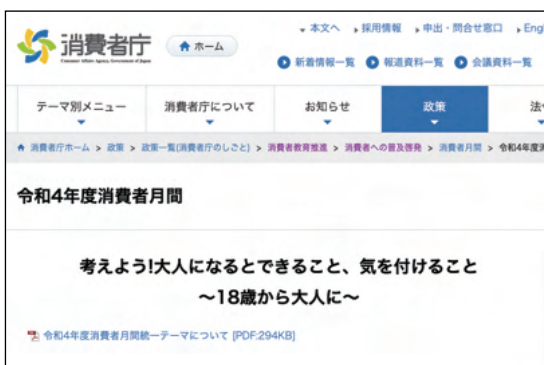 本文へ 採用情報 申出・問合せ窓口 Engl
消費者庁 ホーム
Consumer Affairs Agency, Government of Japan
新着情報一覧 報道資料一覧 会議資料一覧
テーマ別メニュー 消費者庁について お知らせ 政策 法
消費者庁ホーム > 政策 > 政策一覧(消費者庁のしごと) > 消費者教育推進 > 消費者への普及啓発 > 消費者月間 > 令和4年度消
令和4年度消費者月間
考えよう!大人になるとできること、気を付けること
～18歳から大人に～
令和4年度消費者月間統一テーマについて [PDF:294KB]